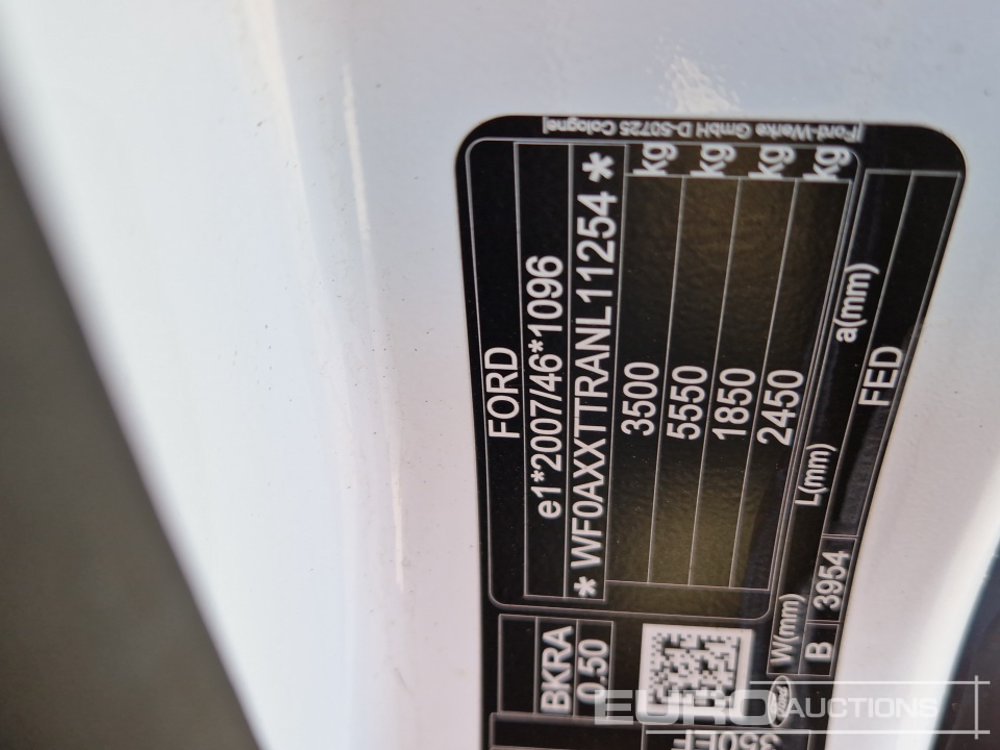 [Ford-Werke GmbH D-50725 Cologne]
FORD
e1*2007/46*1096
* WF0AXXTTRANL11254 *
3500 kg
5550 kg
1850 kg
2450 kg
W(mm) L(mm) a(mm)
B 3954
FED
BKRA
0.50
Ford
EURO AUCTIONS